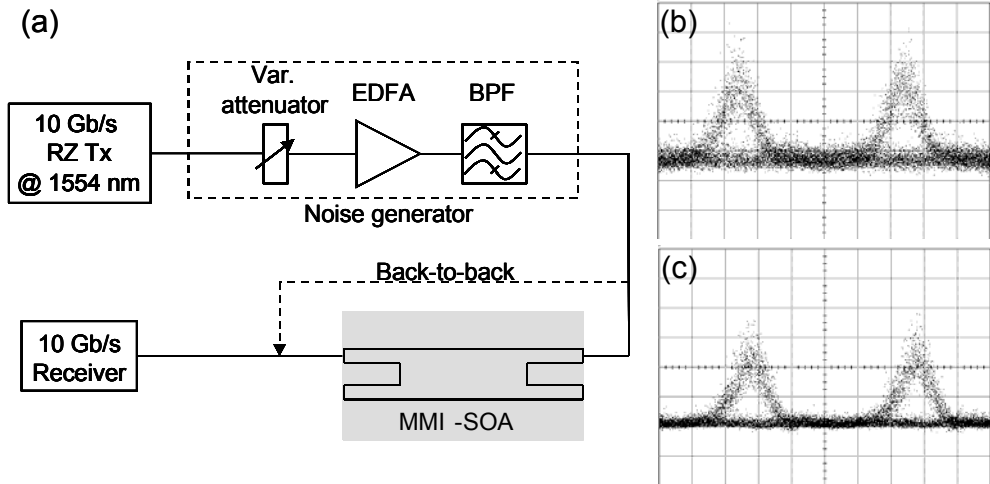 (a)
Var.
attenuator
EDFA
BPF
10 Gb/s
RZ Tx
@ 1554 nm
Noise generator
Back-to-back
10 Gb/s
Receiver
MMI -SOA
(b)
(c)